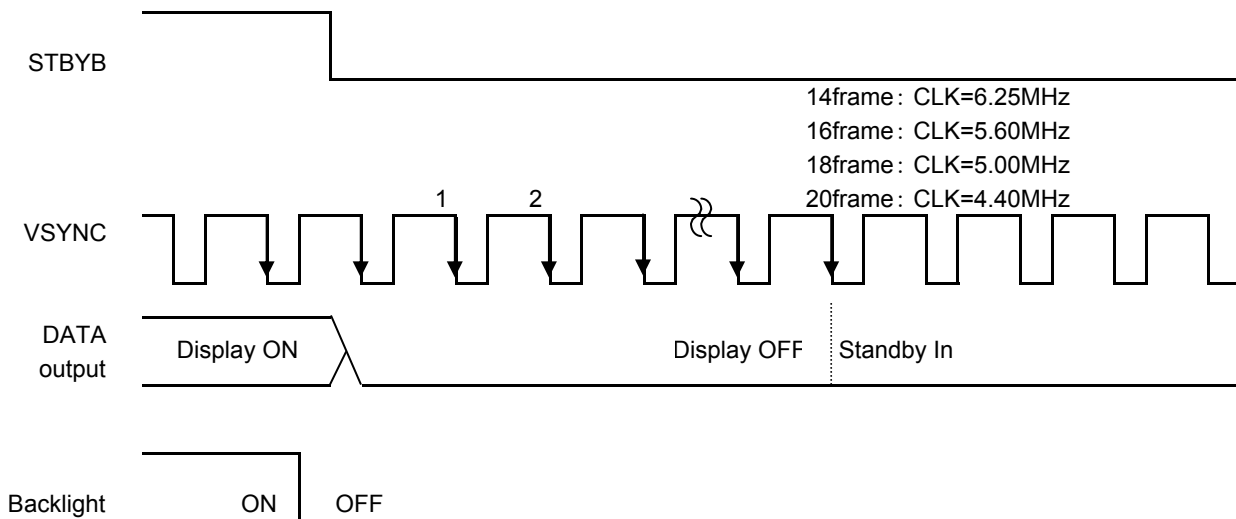 STBYB
14frame: CLK=6.25MHz
16frame: CLK=5.60MHz
18frame: CLK=5.00MHz
20frame: CLK=4.40MHz
1 2
VSYNC
DATA
output
Display ON Display OFF Standby In
Backlight ON OFF